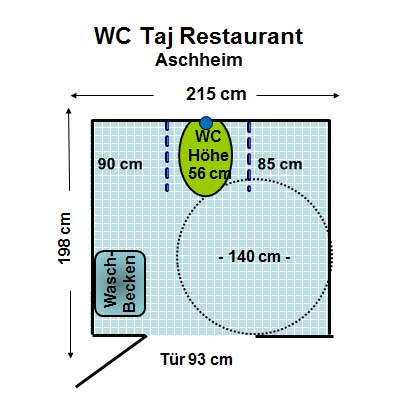 WC Taj Restaurant
Aschheim
215 cm
90 cm
WC
Höhe
56 cm
85 cm
198 cm
- 140 cm -
Wasch-
Becken
Tür 93 cm